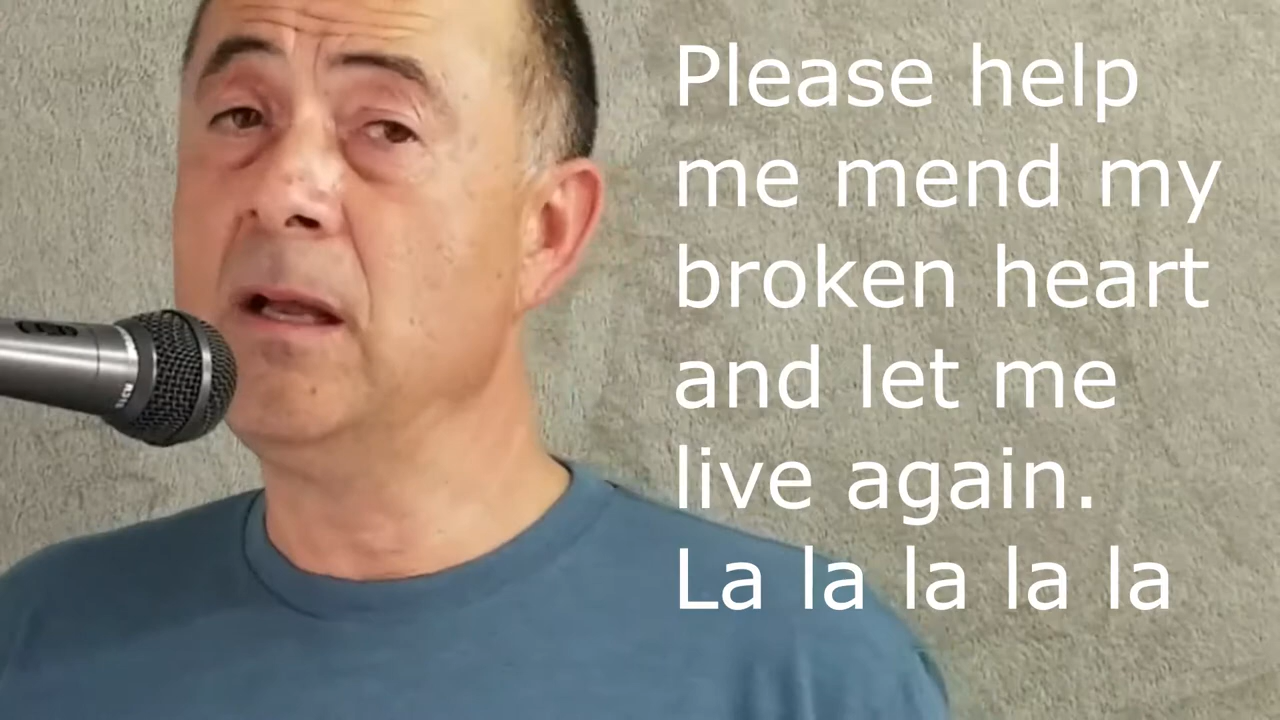 Please help
me mend my
broken heart
and let me
live again.
La la la la la